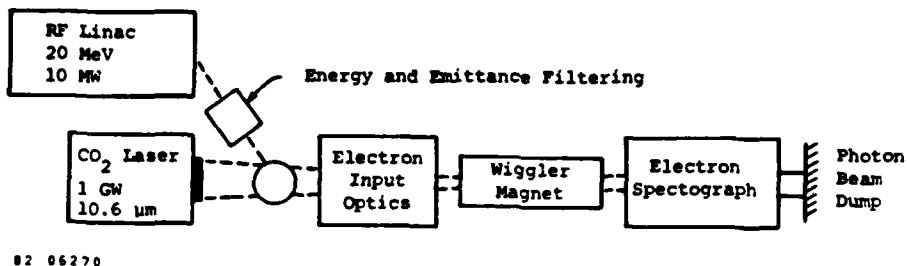 RF Linac
20 MeV
10 MW
Energy and Emittance Filtering
CO2 Laser
1 GW
10.6 µm
Electron
Input
Optics
Wiggler
Magnet
Electron
Spectograph
Photon
Beam
Dump
82 06270